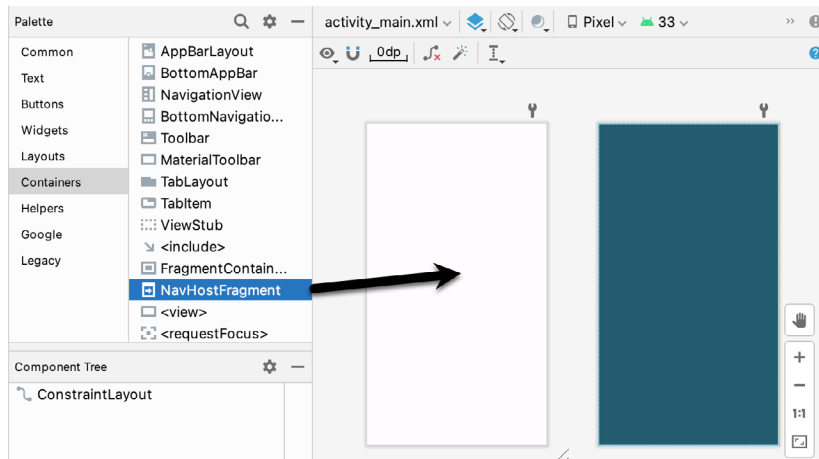 Palette
activity_main.xml
Pixel
33
>>
0dp
Common
Text
Buttons
Widgets
Layouts
Containers
Helpers
Google
Legacy
AppBarLayout
BottomAppBar
NavigationView
BottomNavigatio...
Toolbar
MaterialToolbar
TabLayout
TabItem
ViewStub
<include>
FragmentContain...
NavHostFragment
<view>
<requestFocus>
Component Tree
ConstraintLayout
1:1